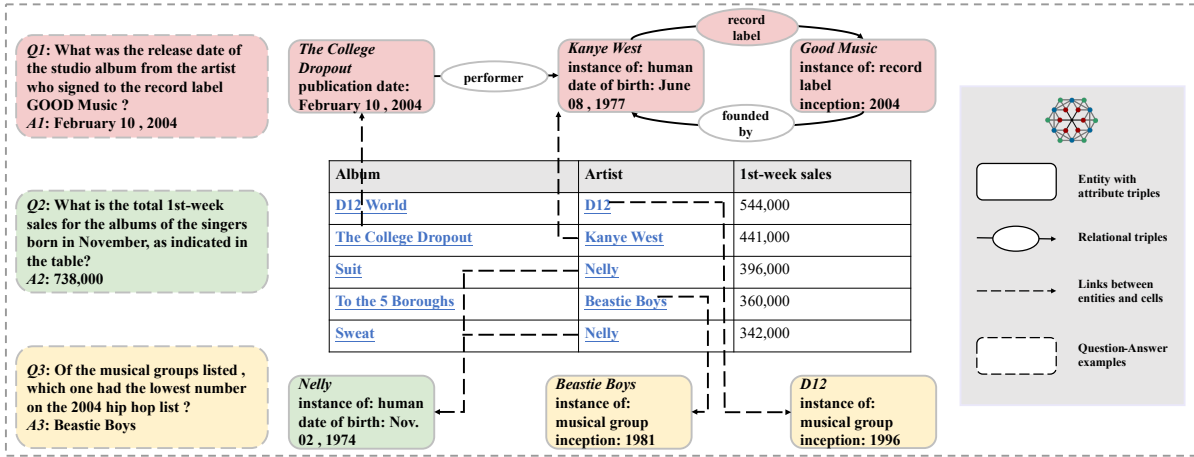 Q1: What was the release date of
the studio album from the artist
who signed to the record label
GOOD Music ?
A1: February 10 , 2004
Q2: What is the total 1st-week
sales for the albums of the singers
born in November, as indicated in
the table?
A2: 738,000
Q3: Of the musical groups listed ,
which one had the lowest number
on the 2004 hip hop list ?
A3: Beastie Boys
The College
Dropout
publication date:
February 10 , 2004
performer
Kanye West
instance of: human
date of birth: June
08 , 1977
record
label
founded
by
Good Music
instance of: record
label
inception: 2004
Album Artist 1st-week sales
D12 World D12 544,000
The College Dropout Kanye West 441,000
Suit Nelly 396,000
To the 5 Boroughs Beastie Boys 360,000
Sweat Nelly 342,000
Nelly
instance of: human
date of birth: Nov.
02 , 1974
Beastie Boys
instance of:
musical group
inception: 1981
D12
instance of:
musical group
inception: 1996
Entity with
attribute triples
Relational triples
Links between
entities and cells
Question-Answer
examples